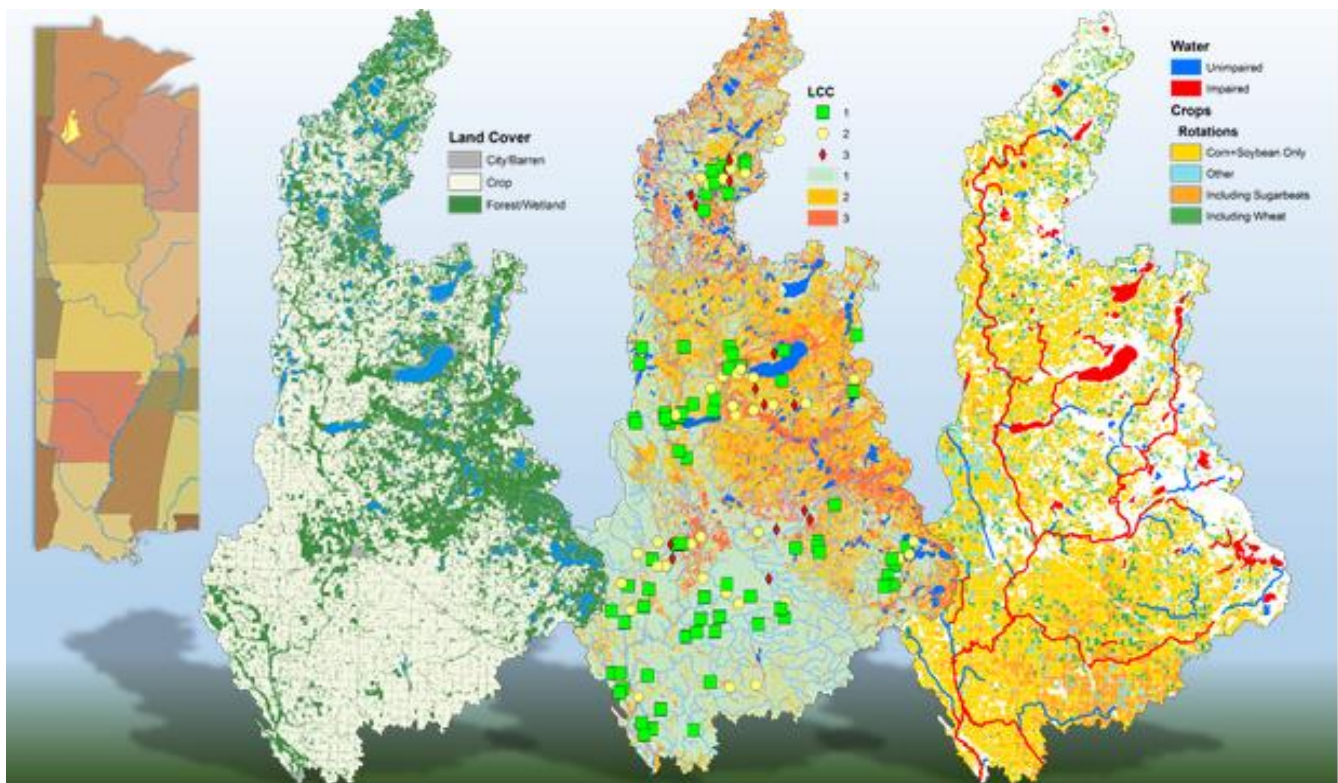 Land Cover
City/Barren
Crop
Forest/Wetland
LCC
1
2
3
1
2
3
Water
Unimpaired
Impaired
Crops
Rotations
Corn+Soybean Only
Other
Including Sugarbeats
Including Wheat